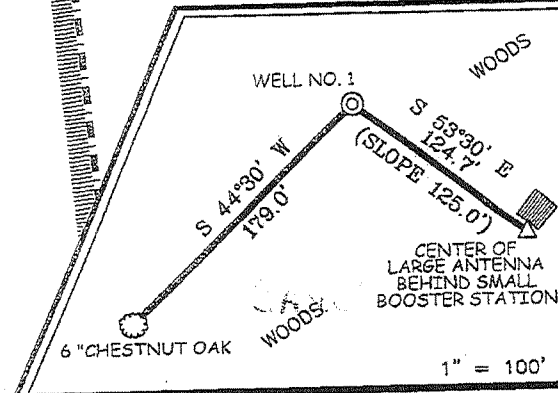 WOODS
WELL NO. 1
S 53°30' E
124.7'
(SLOPE 125.0')
S 44°30' W
179.0'
CENTER OF
LARGE ANTENNA
BEHIND SMALL
BOOSTER STATION
6 "CHESTNUT OAK
WOODS
1" = 100'